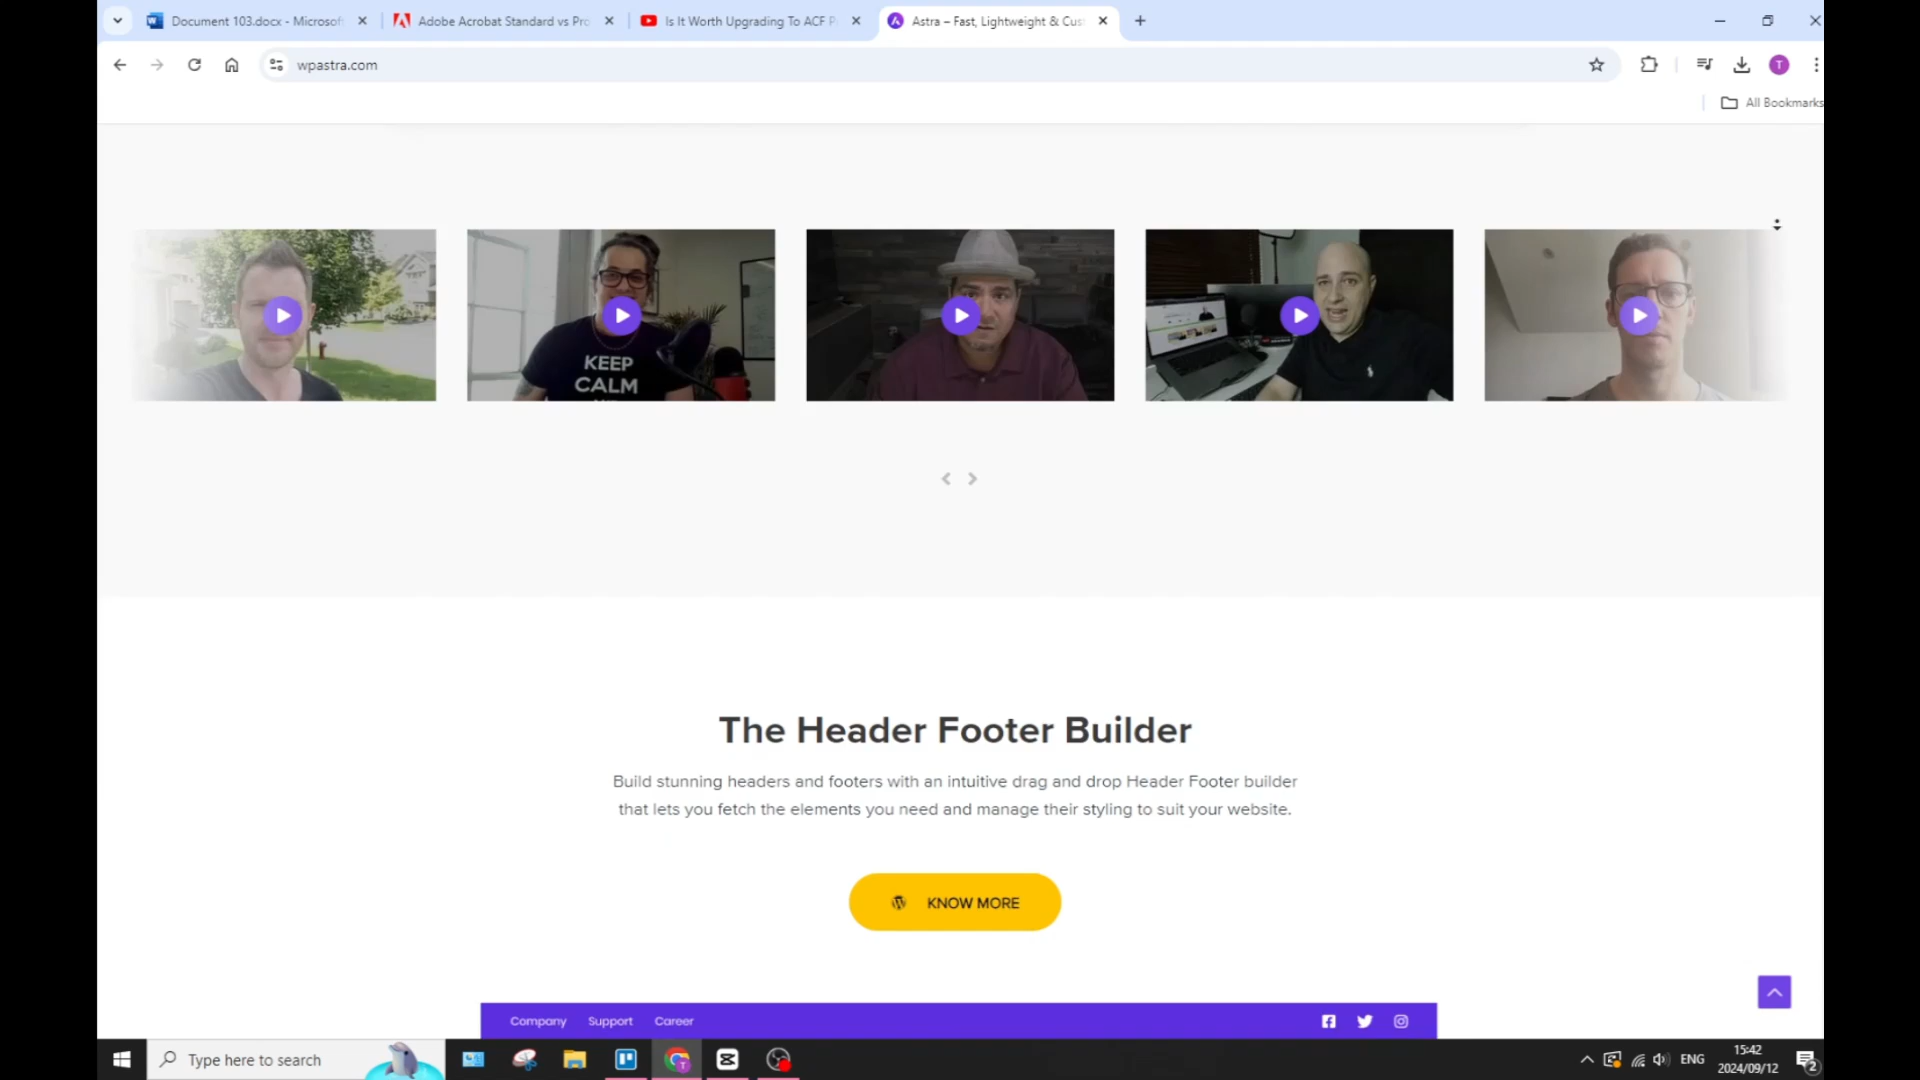 Document 103.docx - Microsof
Adobe Acrobat Standard vs Pro
Is It Worth Upgrading To ACF P
Astra – Fast, Lightweight & Cus
wpastra.com
T
All Bookmarks
KEEP
CALM
The Header Footer Builder
Build stunning headers and footers with an intuitive drag and drop Header Footer builder
that lets you fetch the elements you need and manage their styling to suit your website.
KNOW MORE
Company Support Career
Type here to search
ENG
15:42
2024/09/12
2